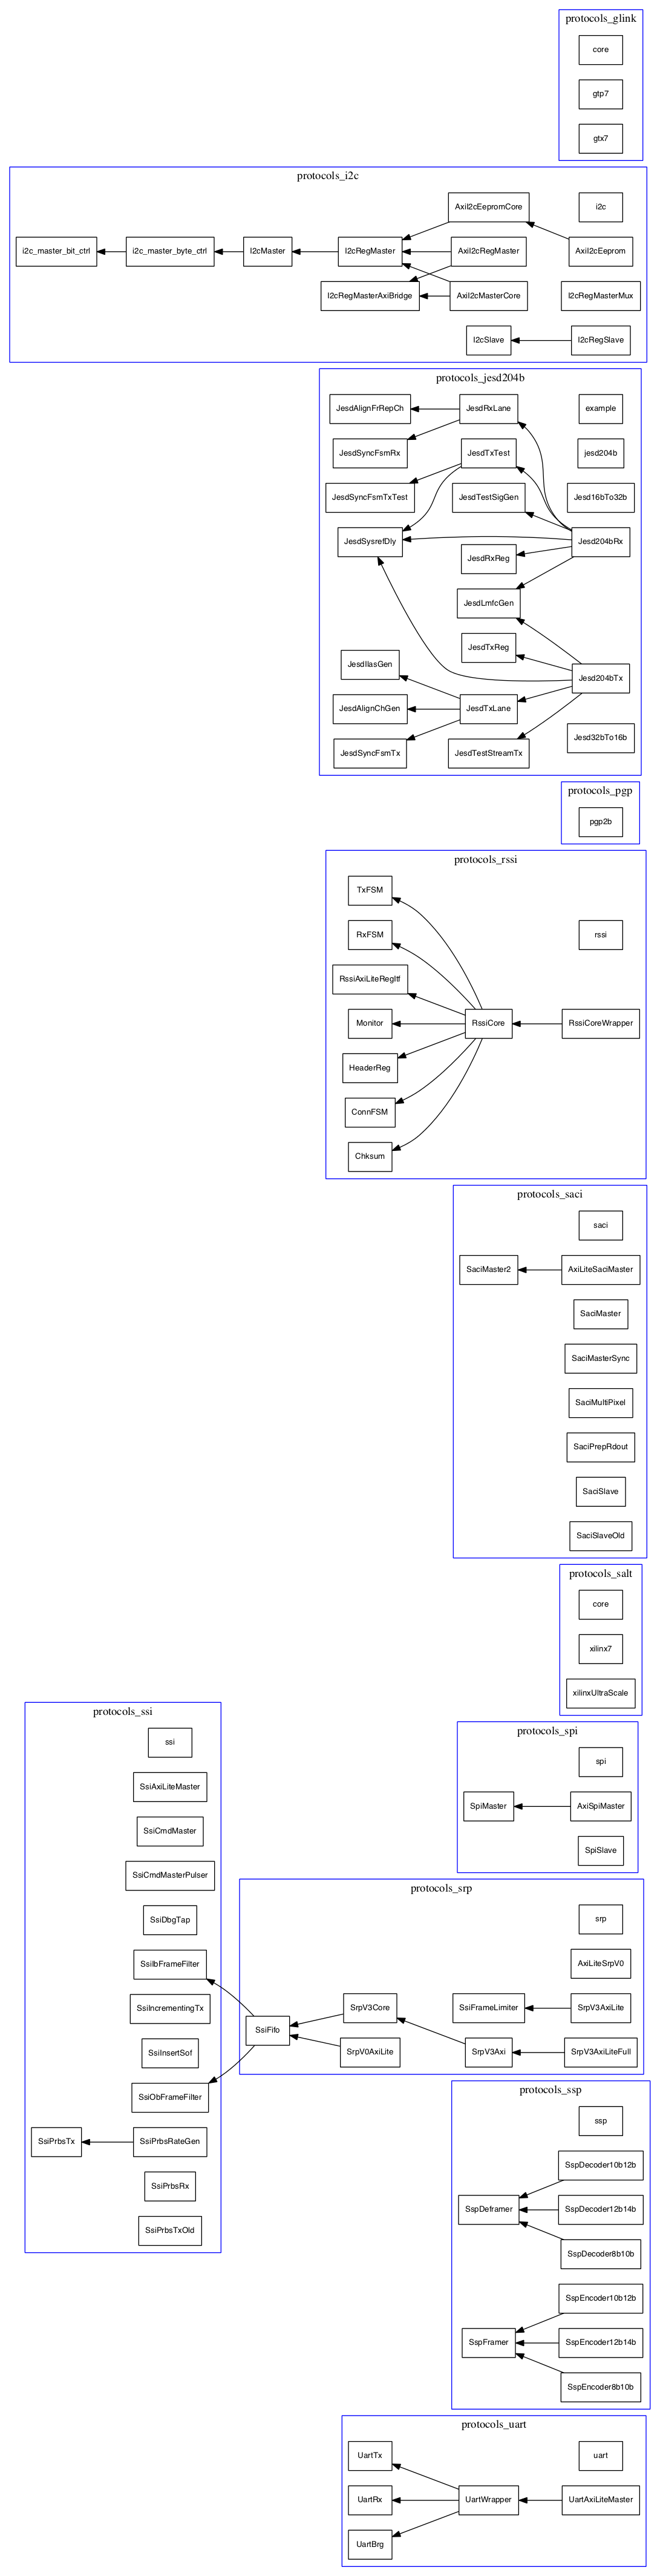 protocols_glink
core
gtp7
gtx7
protocols_i2c
AxiI2cEepromCore
i2c
i2c_master_bit_ctrl
i2c_master_byte_ctrl
I2cMaster
I2cRegMaster
AxiI2cRegMaster
AxiI2cEeprom
I2cRegMasterAxiBridge
AxiI2cMasterCore
I2cRegMasterMux
I2cSlave
I2cRegSlave
protocols_jesd204b
JesdAlignFrRepCh
JesdRxLane
example
JesdSyncFsmRx
JesdTxTest
jesd204b
JesdSyncFsmTxTest
JesdTestSigGen
Jesd16bTo32b
JesdSysrefDly
Jesd204bRx
JesdRxReg
JesdLmfcGen
JesdTxReg
JesdIlasGen
Jesd204bTx
JesdAlignChGen
JesdTxLane
JesdSyncFsmTx
JesdTestStreamTx
Jesd32bTo16b
protocols_pgp
pgp2b
protocols_rssi
TxFSM
RxFSM
rssi
RssiAxiLiteRegItf
Monitor
RssiCore
RssiCoreWrapper
HeaderReg
ConnFSM
Chksum
protocols_saci
saci
SaciMaster2
AxiLiteSaciMaster
SaciMaster
SaciMasterSync
SaciMultiPixel
SaciPrepRdout
SaciSlave
SaciSlaveOld
protocols_salt
core
xilinx7
xilinxUltraScale
protocols_ssi
ssi
SsiAxiLiteMaster
SsiCmdMaster
SsiCmdMasterPulser
SsiDbgTap
SsiIbFrameFilter
SsiIncrementingTx
SsiInsertSof
SsiObFrameFilter
SsiPrbsTx
SsiPrbsRateGen
SsiPrbsRx
SsiPrbsTxOld
protocols_spi
spi
SpiMaster
AxiSpiMaster
SpiSlave
protocols_srp
srp
AxiLiteSrpV0
SrpV3Core
SsiFrameLimiter
SrpV3AxiLite
SsiFifo
SrpV0AxiLite
SrpV3Axi
SrpV3AxiLiteFull
protocols_ssp
ssp
SspDecoder10b12b
SspDeframer
SspDecoder12b14b
SspDecoder8b10b
SspEncoder10b12b
SspFramer
SspEncoder12b14b
SspEncoder8b10b
protocols_uart
UartTx
uart
UartRx
UartWrapper
UartAxiLiteMaster
UartBrg